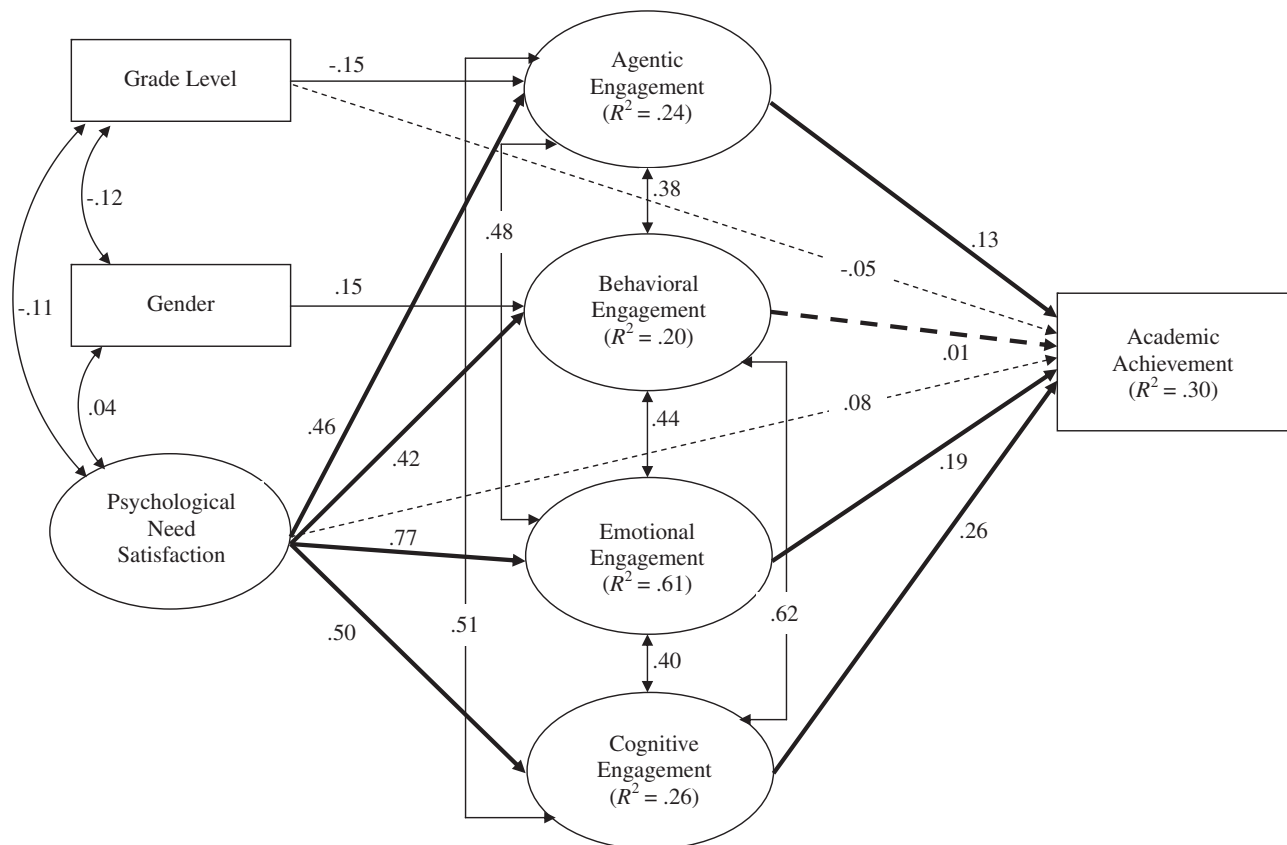 Grade Level
-.15
Agentic
Engagement
(R² = .24)
-.12
.48
.38
.13
-.05
Gender
.15
Behavioral
Engagement
(R² = .20)
-.11
.01
Academic
Achievement
(R² = .30)
.04
.46
.42
.44
.08
.19
Psychological
Need
Satisfaction
.77
Emotional
Engagement
(R² = .61)
.26
.50
.51
.62
.40
Cognitive
Engagement
(R² = .26)